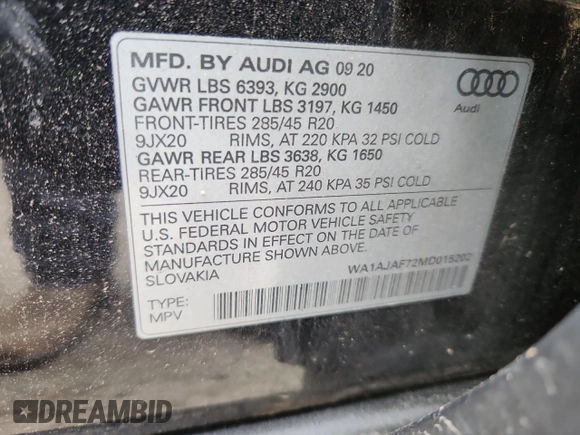 MFD. BY AUDI AG 09 20
GVWR LBS 6393, KG 2900
GAWR FRONT LBS 3197, KG 1450
FRONT-TIRES 285/45 R20
9JX20 RIMS, AT 220 KPA 32 PSI COLD
GAWR REAR LBS 3638, KG 1650
REAR-TIRES 285/45 R20
9JX20 RIMS, AT 240 KPA 35 PSI COLD
Audi
THIS VEHICLE CONFORMS TO ALL APPLICABLE
U.S. FEDERAL MOTOR VEHICLE SAFETY
STANDARDS IN EFFECT ON THE DATE OF
MANUFACTURE SHOWN ABOVE.
SLOVAKIA
WA1AJAF72MD015202
TYPE:
MPV
DREAMBID